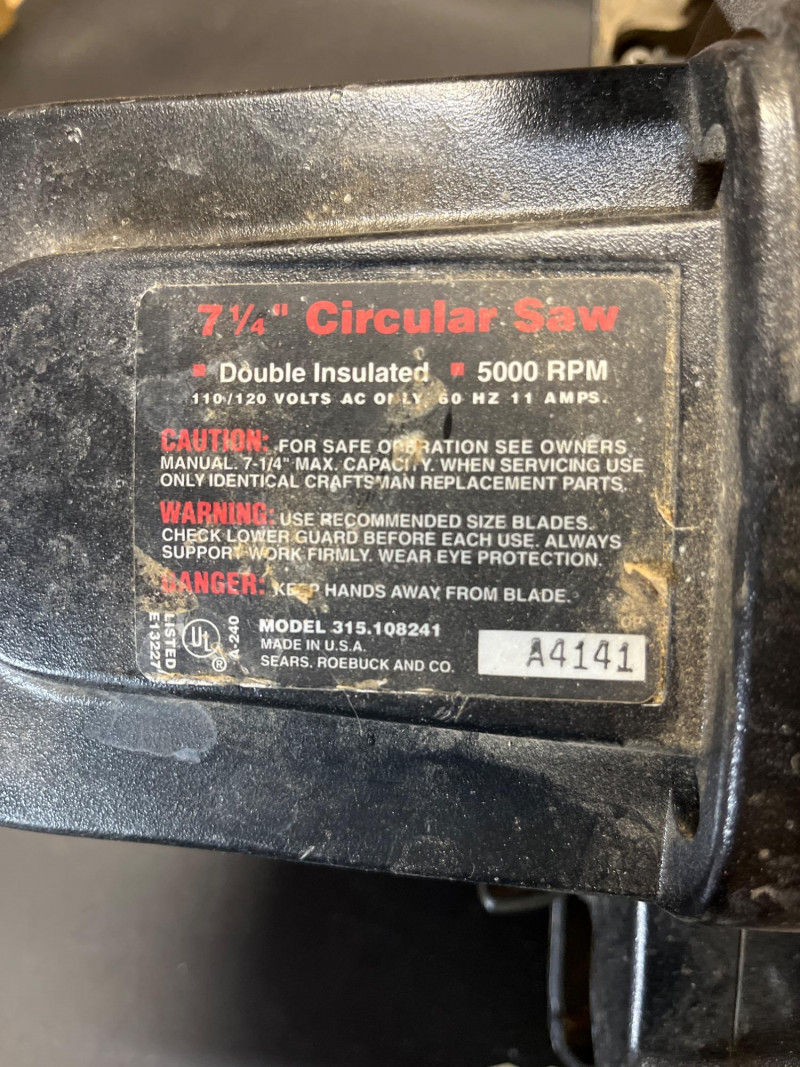 7 1/4" Circular Saw
Double Insulated 5000 RPM
110/120 VOLTS AC ONLY, 60 HZ 11 AMPS.
CAUTION: FOR SAFE OPERATION SEE OWNERS
MANUAL. 7-1/4" MAX. CAPACITY. WHEN SERVICING USE
ONLY IDENTICAL CRAFTSMAN REPLACEMENT PARTS.
WARNING: USE RECOMMENDED SIZE BLADES.
CHECK LOWER GUARD BEFORE EACH USE. ALWAYS
SUPPORT WORK FIRMLY. WEAR EYE PROTECTION.
DANGER: KEEP HANDS AWAY FROM BLADE.
LISTED
E13227
UL
®
A-240
MODEL 315.108241
MADE IN U.S.A.
SEARS, ROEBUCK AND CO.
A4141